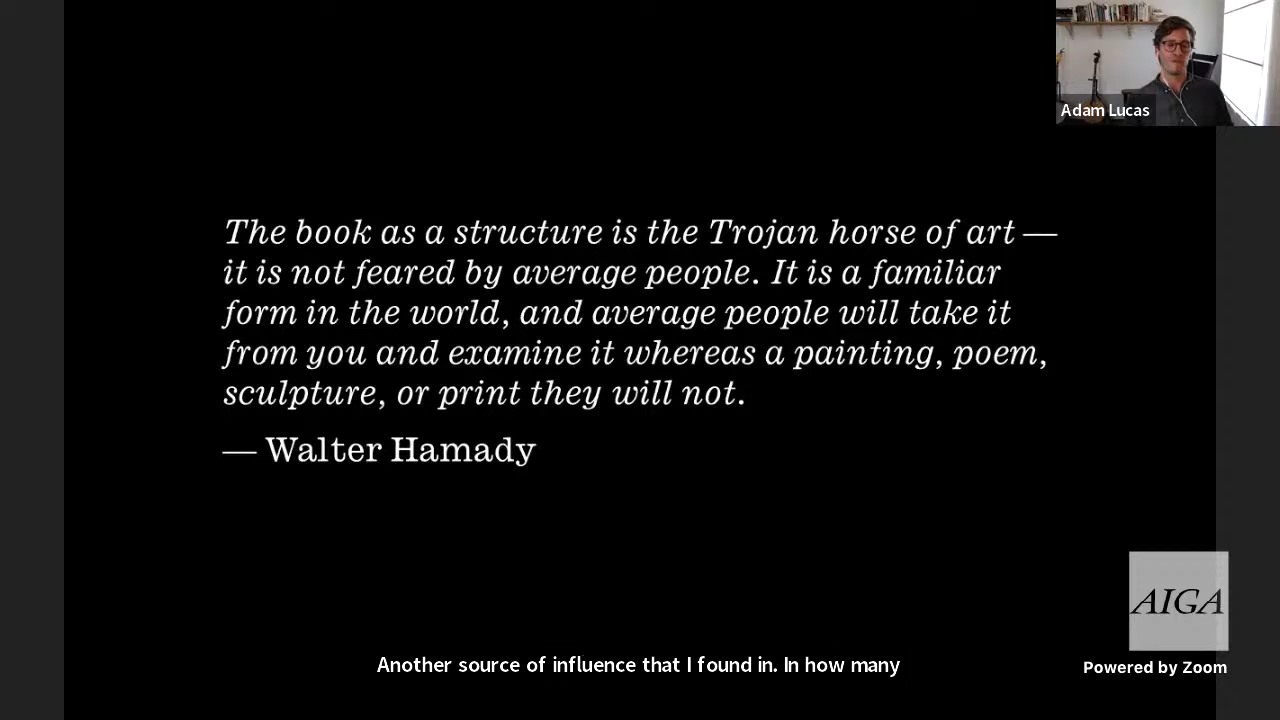 Adam Lucas
The book as a structure is the Trojan horse of art —
it is not feared by average people. It is a familiar
form in the world, and average people will take it
from you and examine it whereas a painting, poem,
sculpture, or print they will not.
— Walter Hamady
AIGA
Another source of influence that I found in. In how many
Powered by Zoom